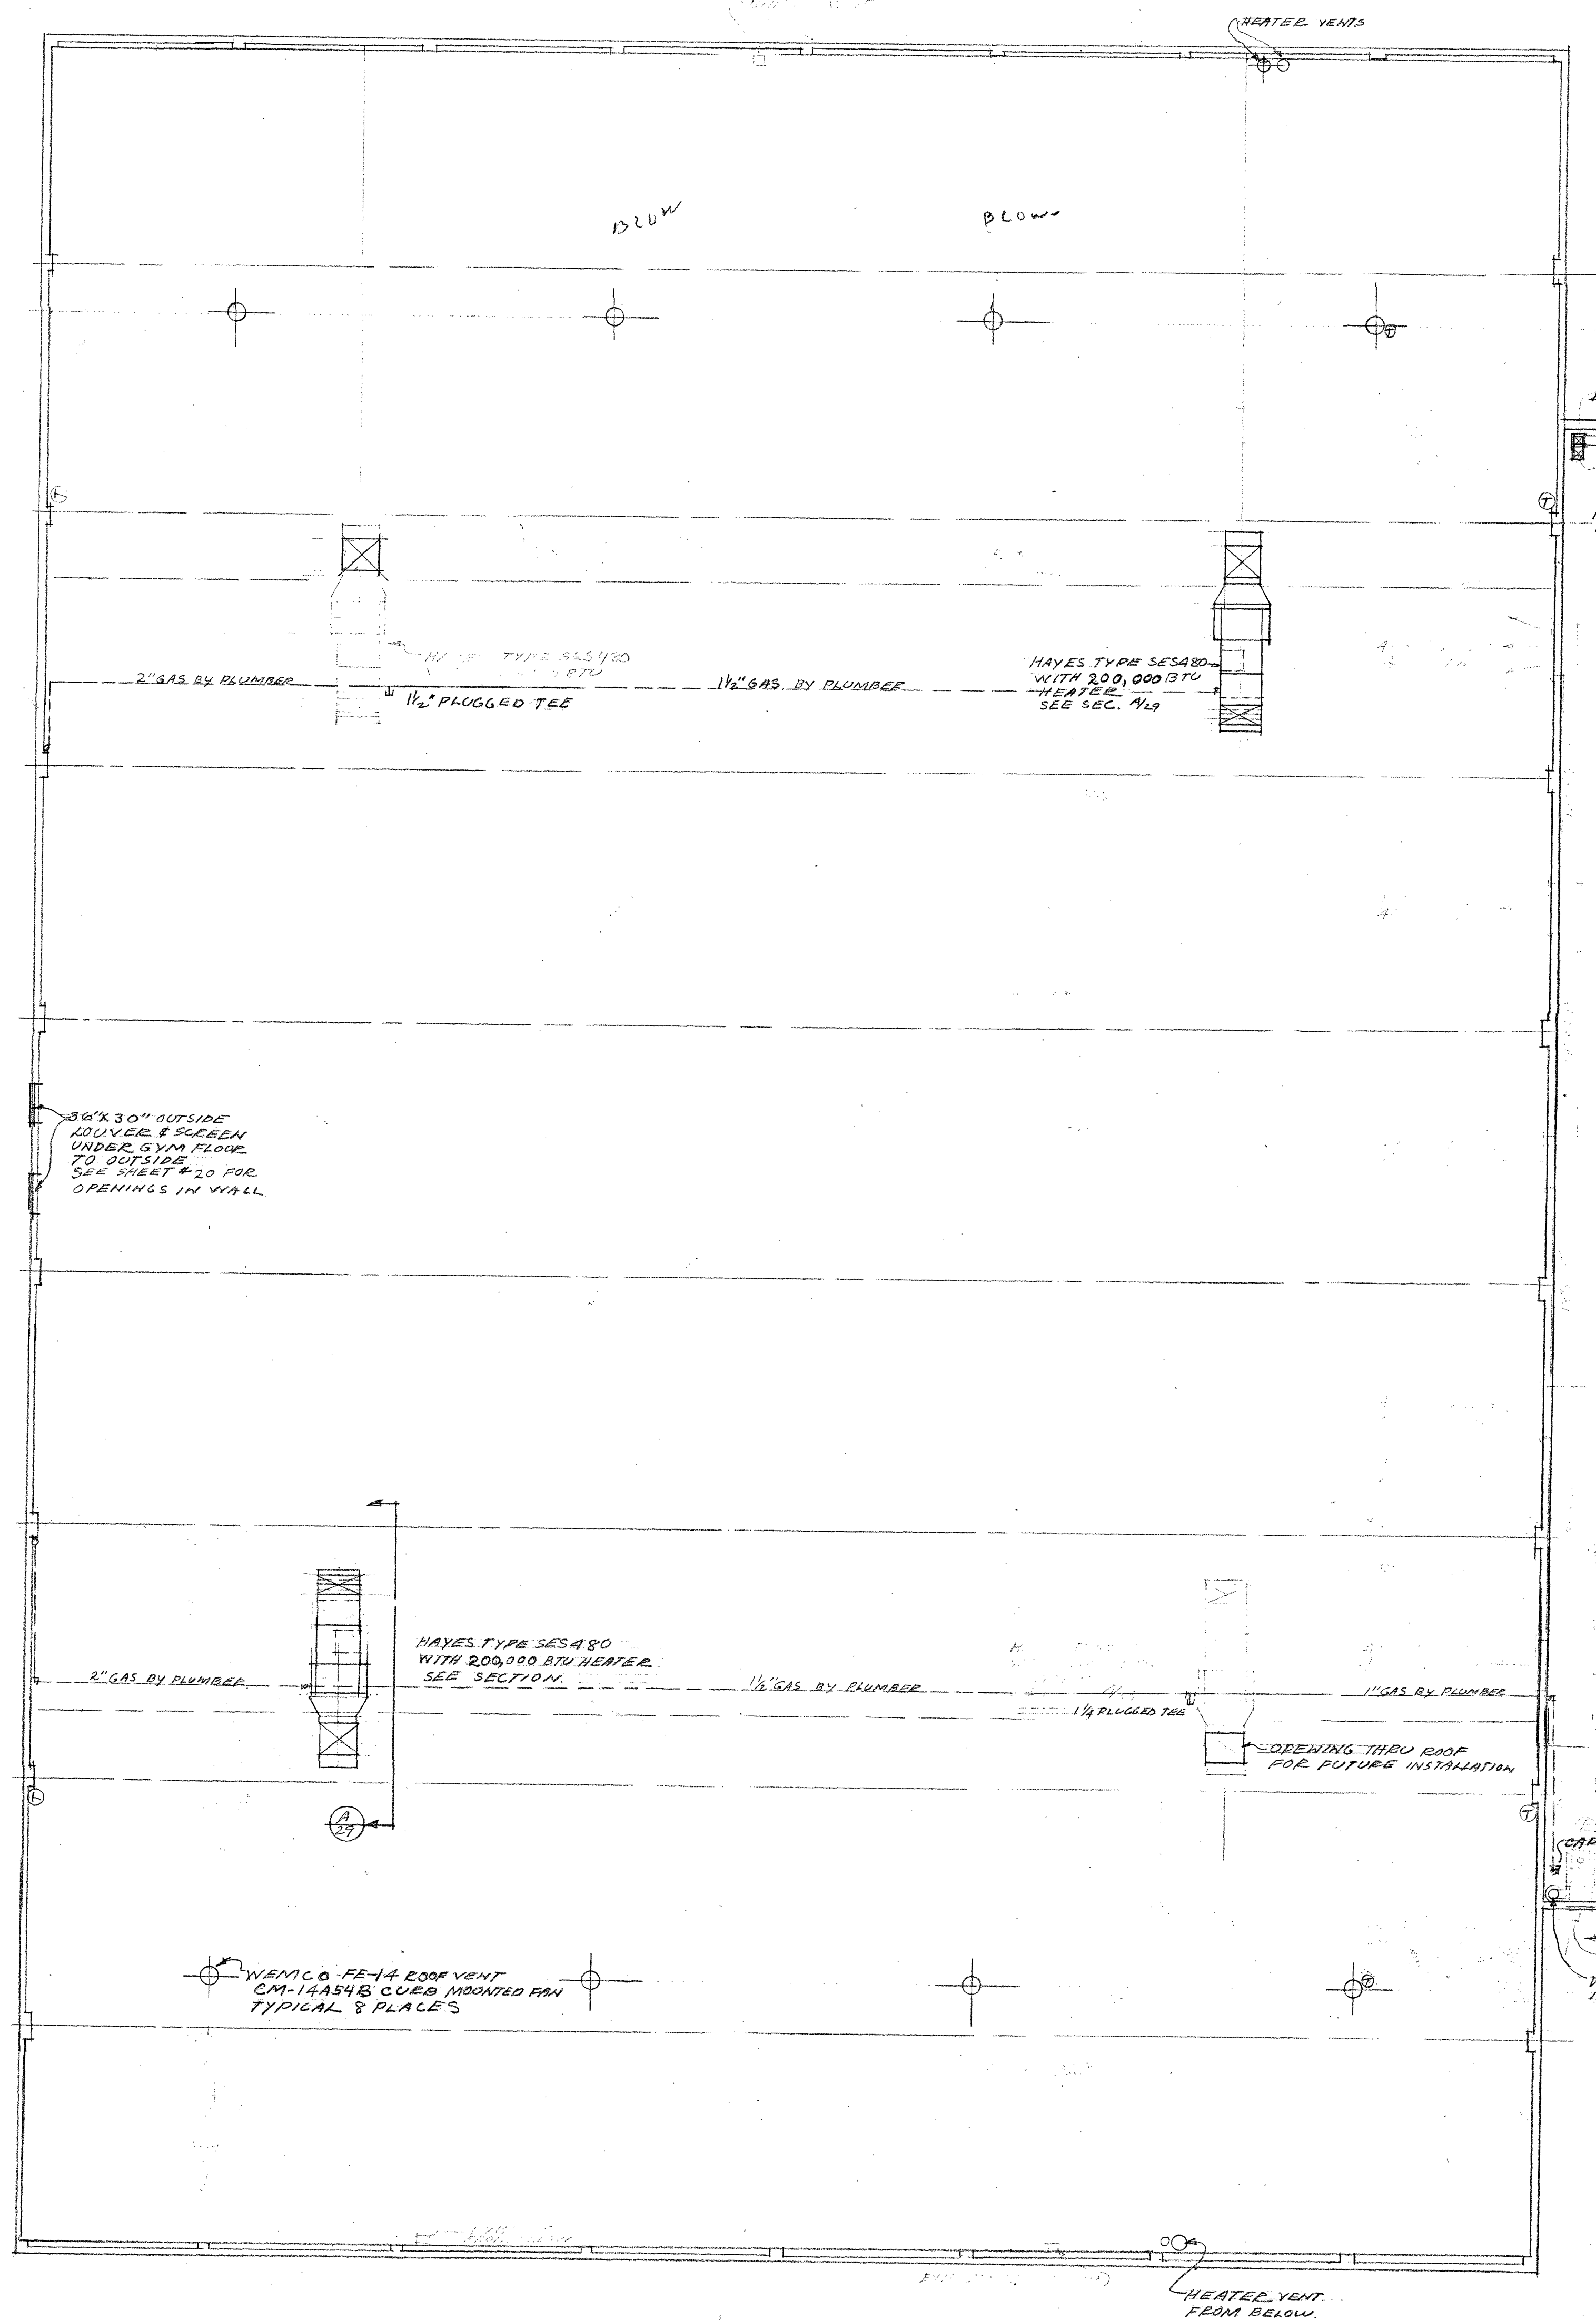 HEATER VENTS
BLOW
BLOW
T
T
T
TYPE SES480
BTU
2" GAS BY PLUMBER
1½" PLUGGED TEE
1½" GAS BY PLUMBER
HAYES TYPE SES480
WITH 200,000 BTU
HEATER
SEE SEC. A/29
36"X30" OUTSIDE
LOUVER & SCREEN
UNDER GYM FLOOR
TO OUTSIDE
SEE SHEET #20 FOR
OPENINGS IN WALL
HAYES TYPE SES480
WITH 200,000 BTU HEATER
SEE SECTION.
2" GAS BY PLUMBER
1½" GAS BY PLUMBER
1" GAS BY PLUMBER
1¼ PLUGGED TEE
OPENING THRU ROOF
FOR FUTURE INSTALLATION
T
T
A
29
WEMCO FE-14 ROOF VENT
CM-14A54B CURB MOONTED FAN
TYPICAL 8 PLACES
T
HEATER VENT
FROM BELOW.